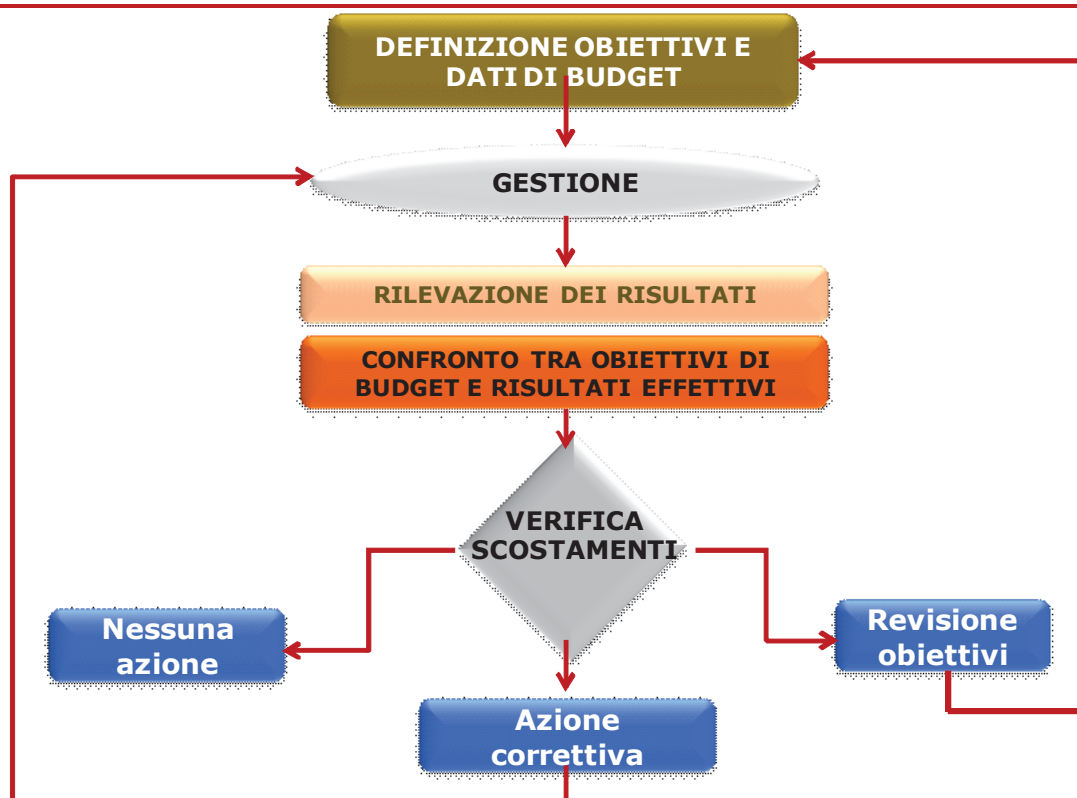 DEFINIZIONE OBIETTIVI E
DATI DI BUDGET
GESTIONE
RILEVAZIONE DEI RISULTATI
CONFRONTO TRA OBIETTIVI DI
BUDGET E RISULTATI EFFETTIVI
VERIFICA
SCOSTAMENTI
Nessuna
azione
Revisione
obiettivi
Azione
correttiva